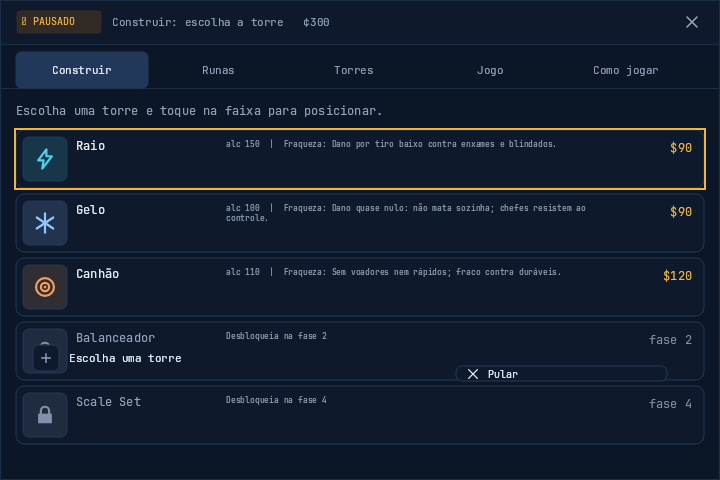 PAUSADO Construir: escolha a torre $300
Construir Runas Torres Jogo Como jogar
Escolha uma torre e toque na faixa para posicionar.
Raio alc 150 | Fraqueza: Dano por tiro baixo contra enxames e blindados. $90
Gelo alc 100 | Fraqueza: Dano quase nulo: não mata sozinha; chefes resistem ao $90
controle.
Canhão alc 110 | Fraqueza: Sem voadores nem rápidos; fraco contra duráveis. $120
Balanceador Desbloqueia na fase 2 fase 2
Escolha uma torre
Pular
Scale Set Desbloqueia na fase 4 fase 4